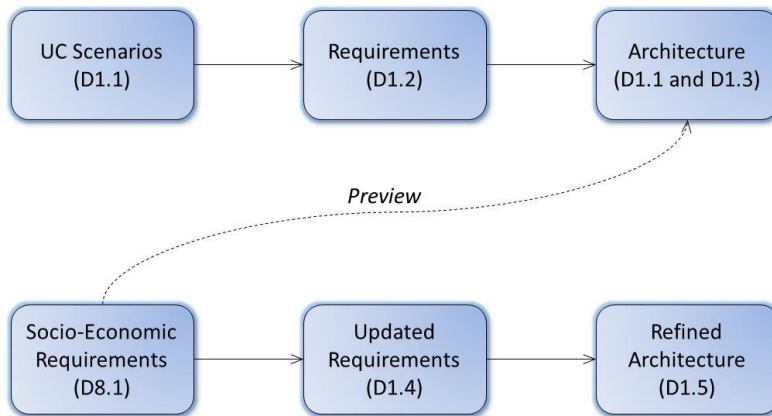 UC Scenarios
(D1.1)
Requirements
(D1.2)
Architecture
(D1.1 and D1.3)
Preview
Socio-Economic
Requirements
(D8.1)
Updated
Requirements
(D1.4)
Refined
Architecture
(D1.5)